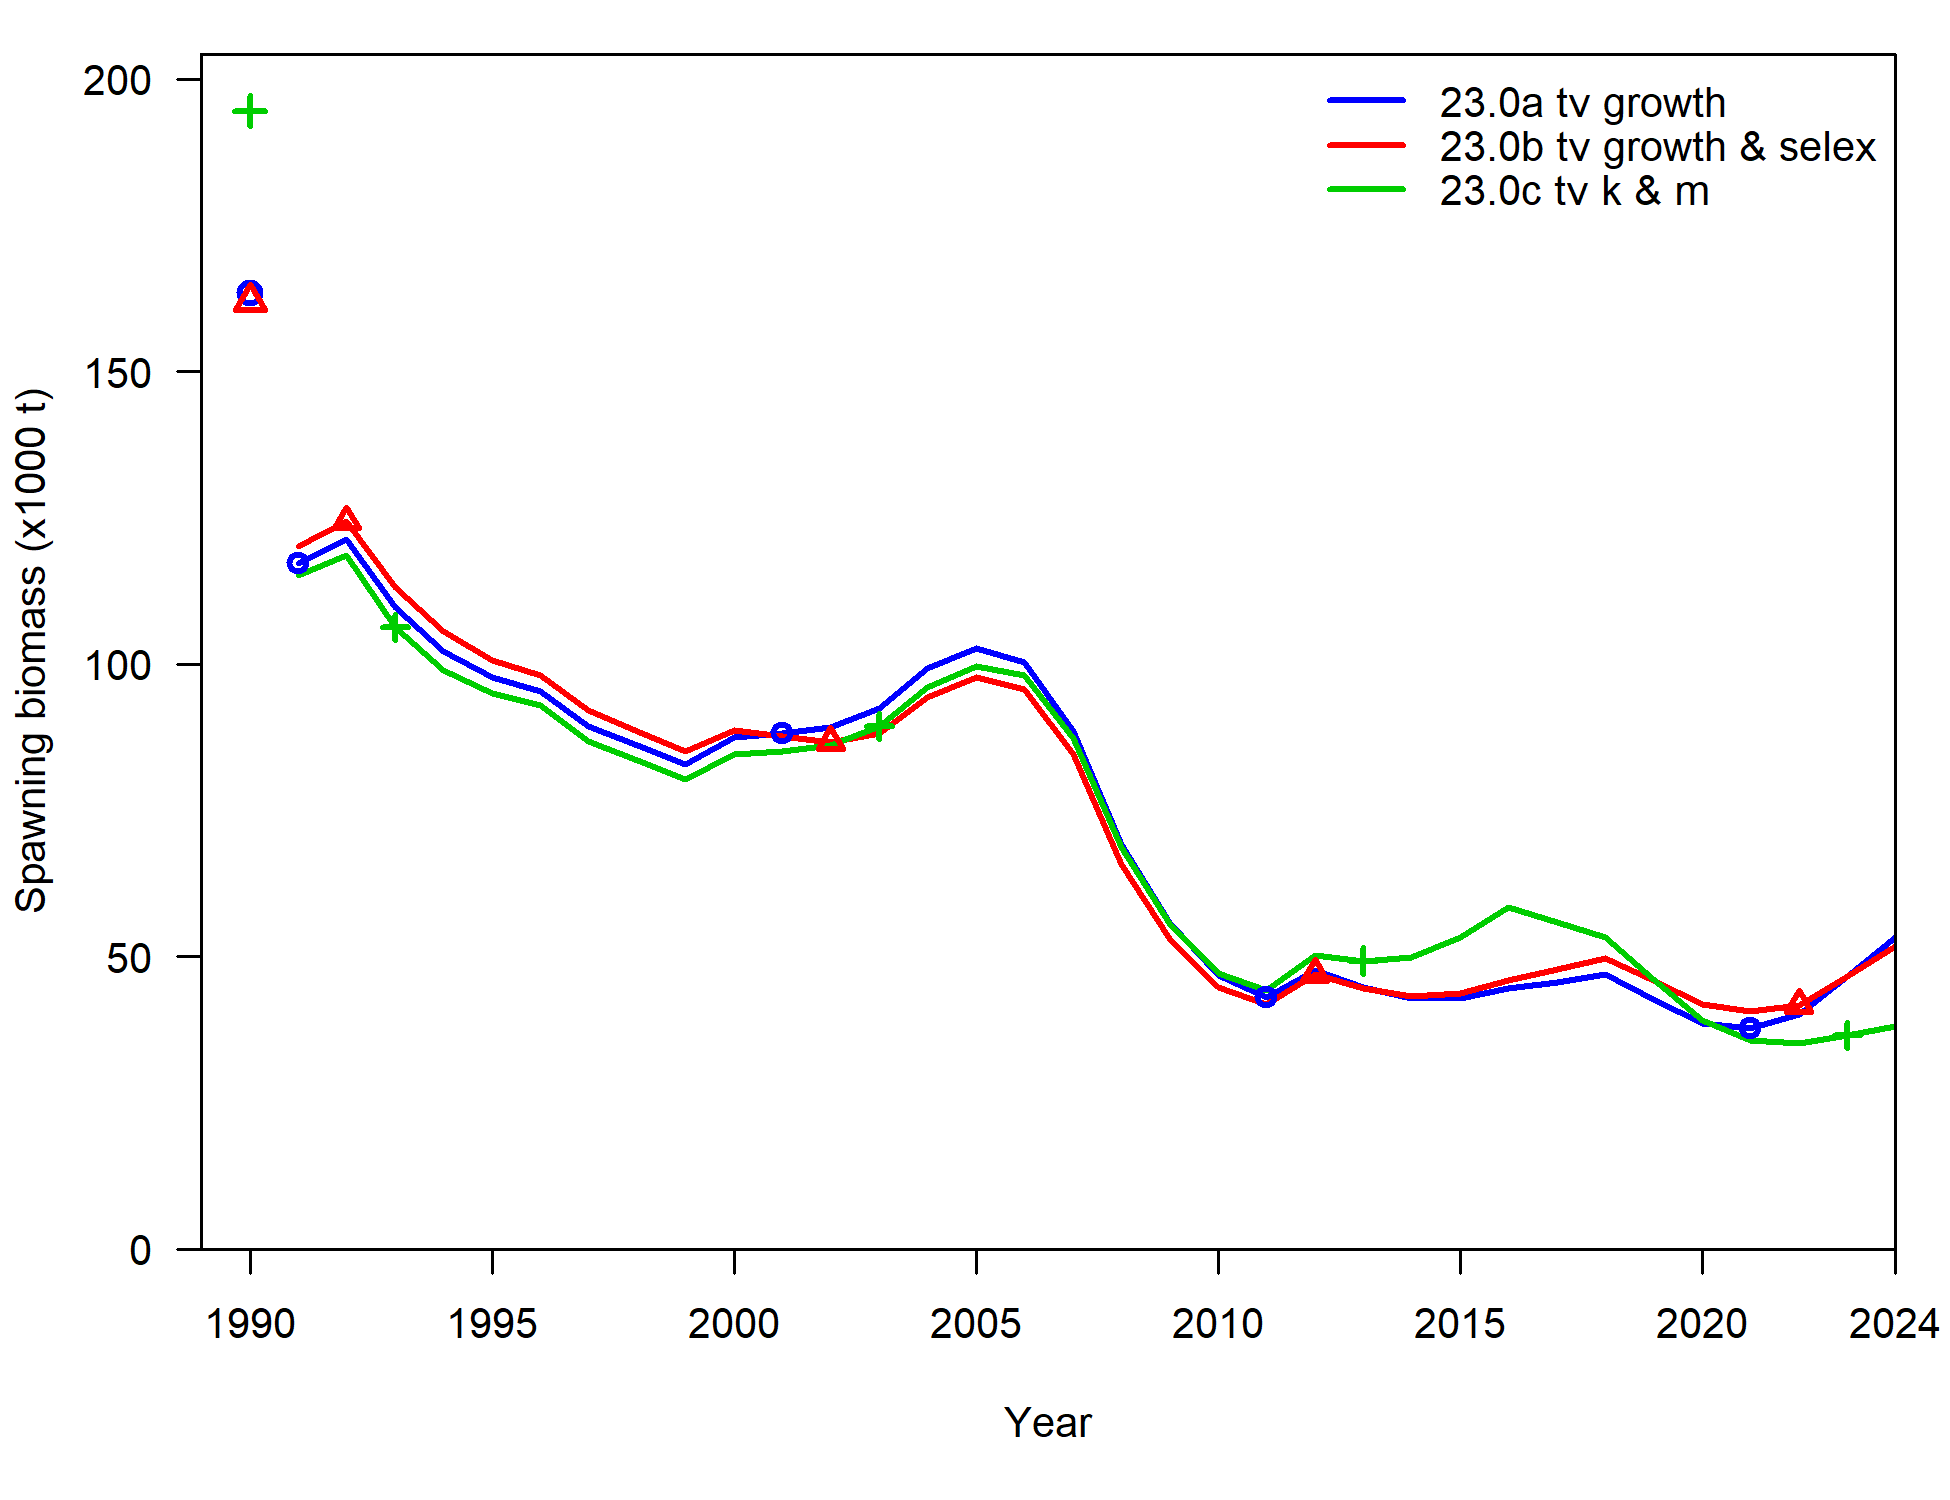 200
150
100
50
0
Spawning biomass (x1000 t)
23.0a tv growth
23.0b tv growth & selex
23.0c tv k & m
1990 1995 2000 2005 2010 2015 2020 2024
Year